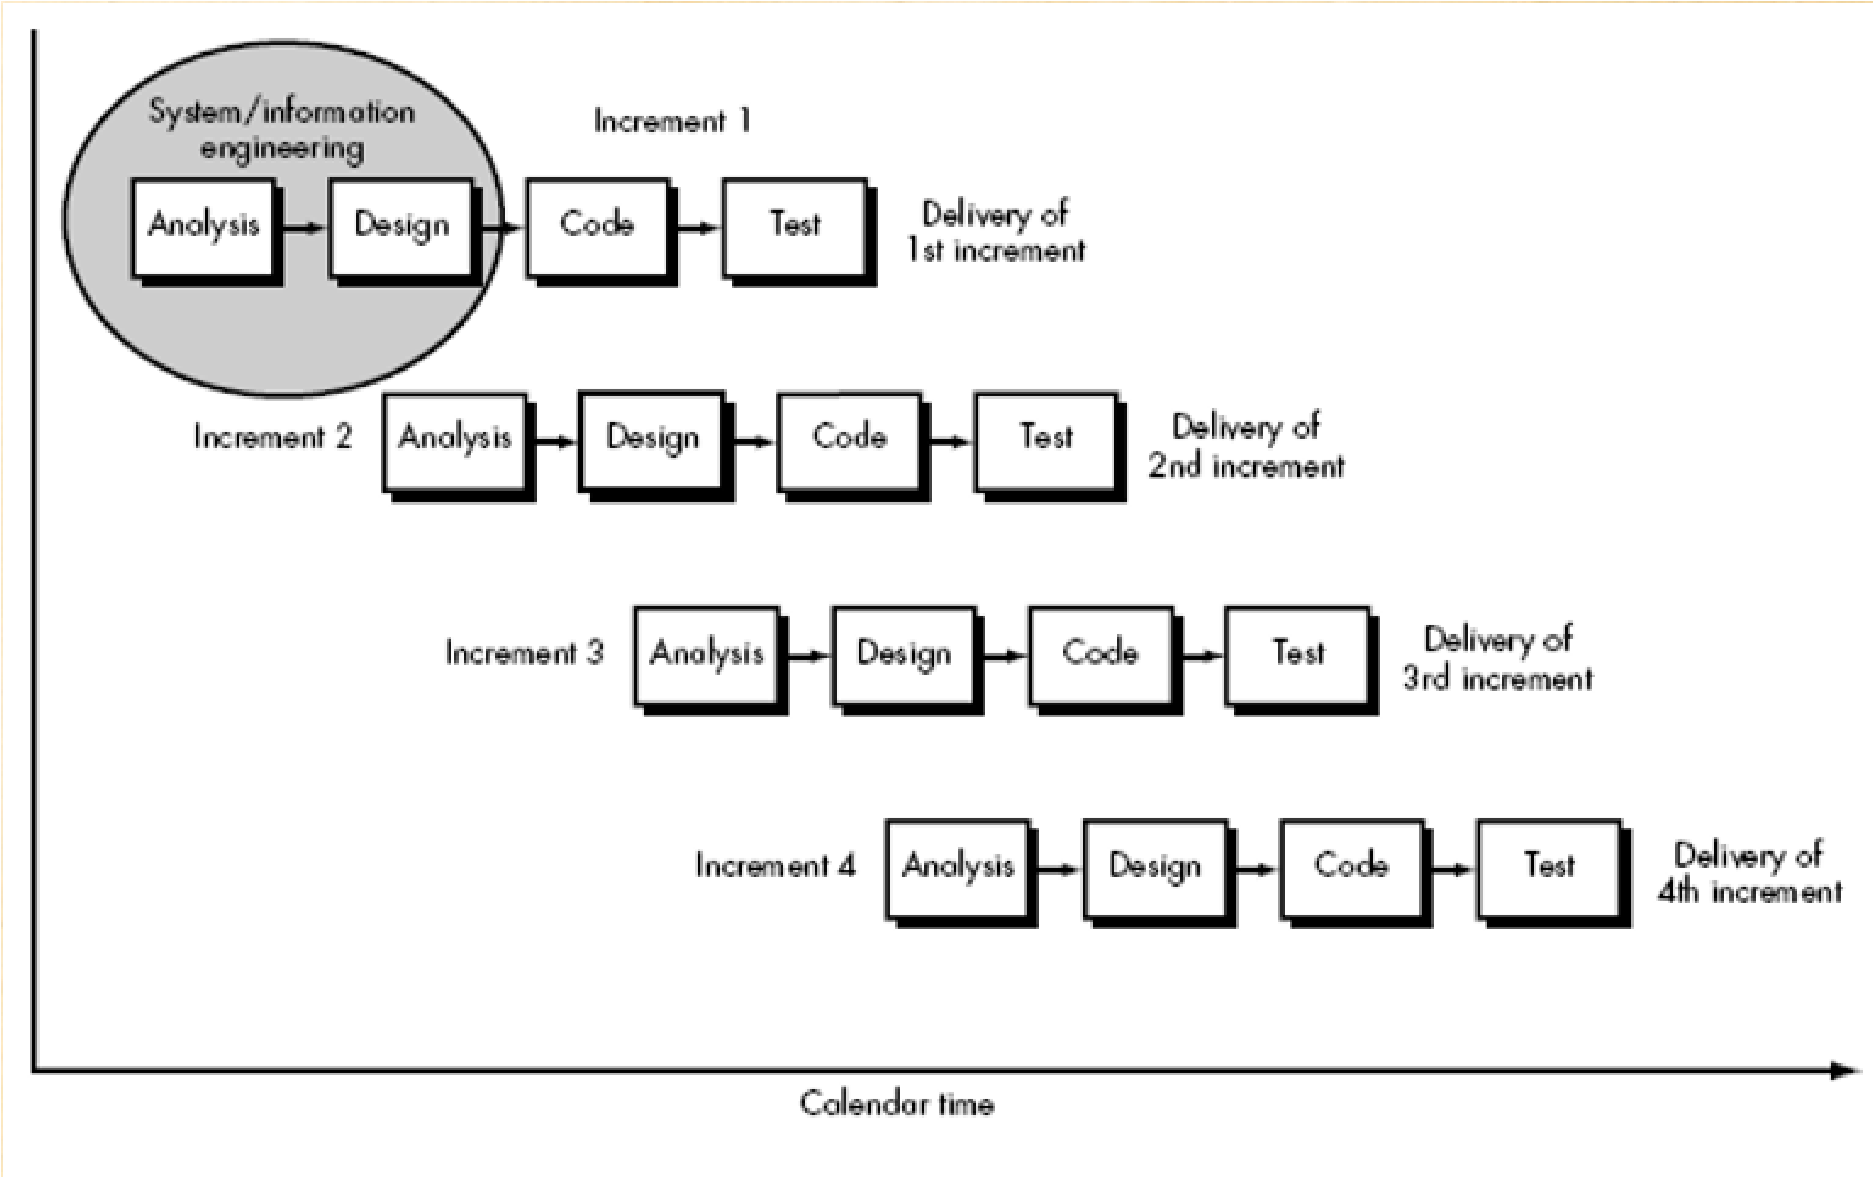 System/information
engineering
Increment 1
Analysis
Design
Code
Test
Delivery of
1st increment
Increment 2
Analysis
Design
Code
Test
Delivery of
2nd increment
Increment 3
Analysis
Design
Code
Test
Delivery of
3rd increment
Increment 4
Analysis
Design
Code
Test
Delivery of
4th increment
Calendar time